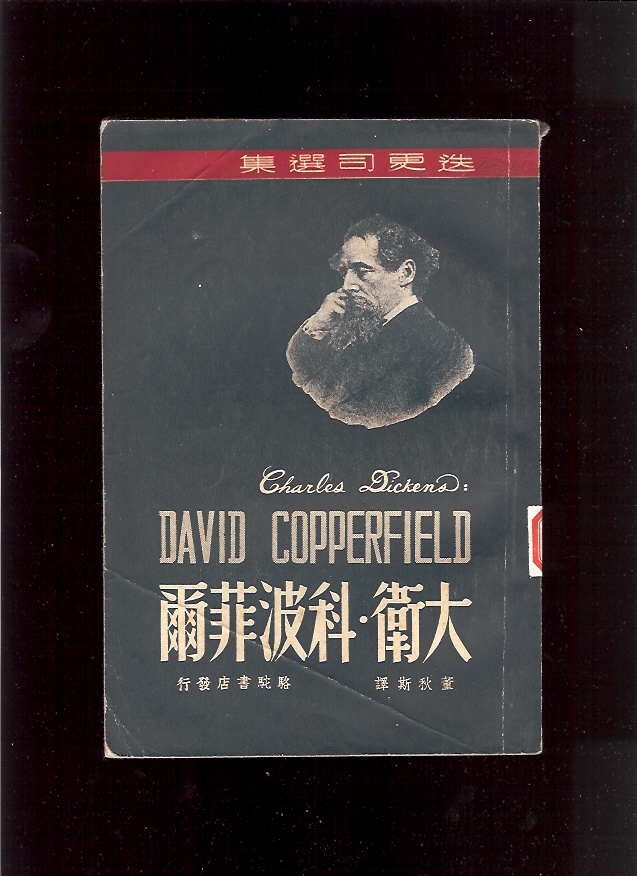 迭更司選集
Charles Dickens:
DAVID COPPERFIELD
大衛·科波菲爾
董秋斯譯 駱駝書店發行